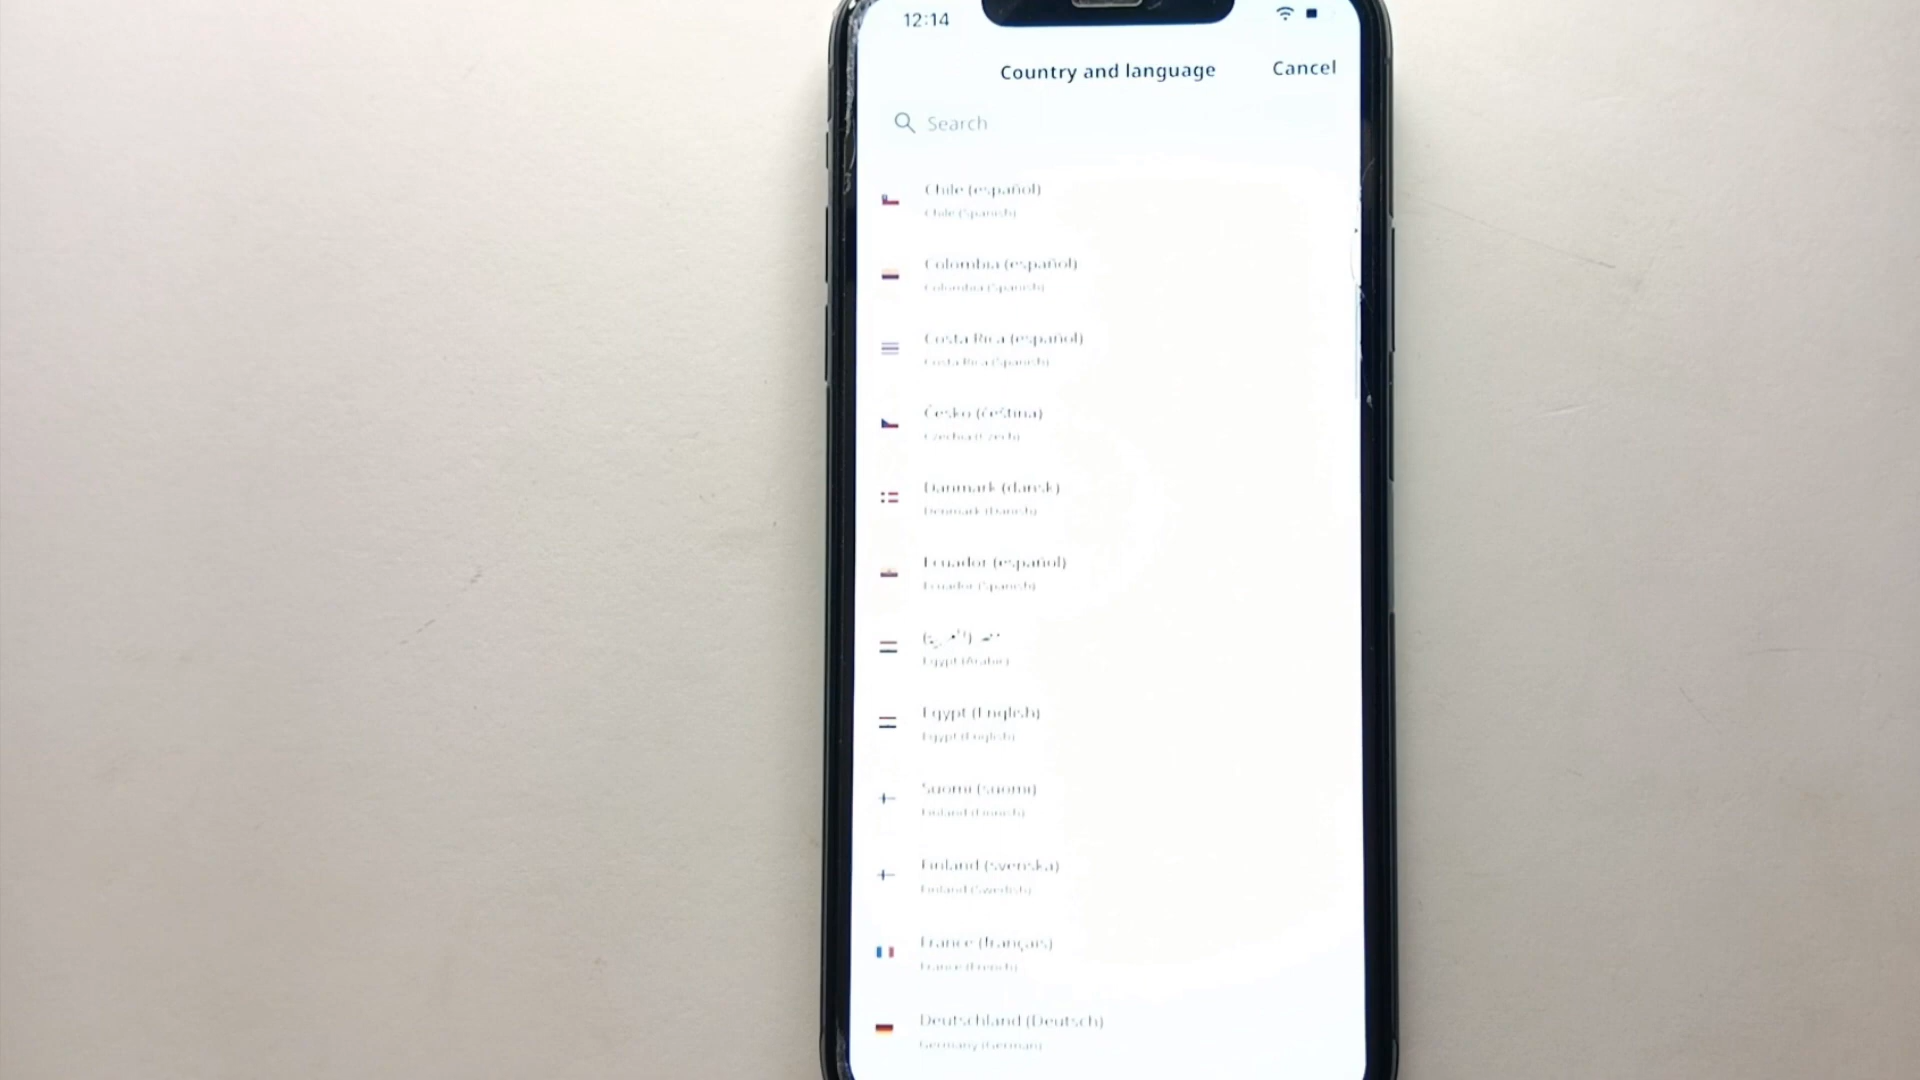 12:14
Country and language
Cancel
Search
Chile (español)
Chile (Spanish)
Colombia (español)
Colombia (Spanish)
Costa Rica (español)
Costa Rica (Spanish)
Česko (čeština)
Czechia (Czech)
Danmark (dansk)
Denmark (Danish)
Ecuador (español)
Ecuador (Spanish)
مصر (العربية)
Egypt (Arabic)
Egypt (English)
Egypt (English)
Suomi (suomi)
Finland (Finnish)
Finland (svenska)
Finland (Swedish)
France (français)
France (French)
Deutschland (Deutsch)
Germany (German)